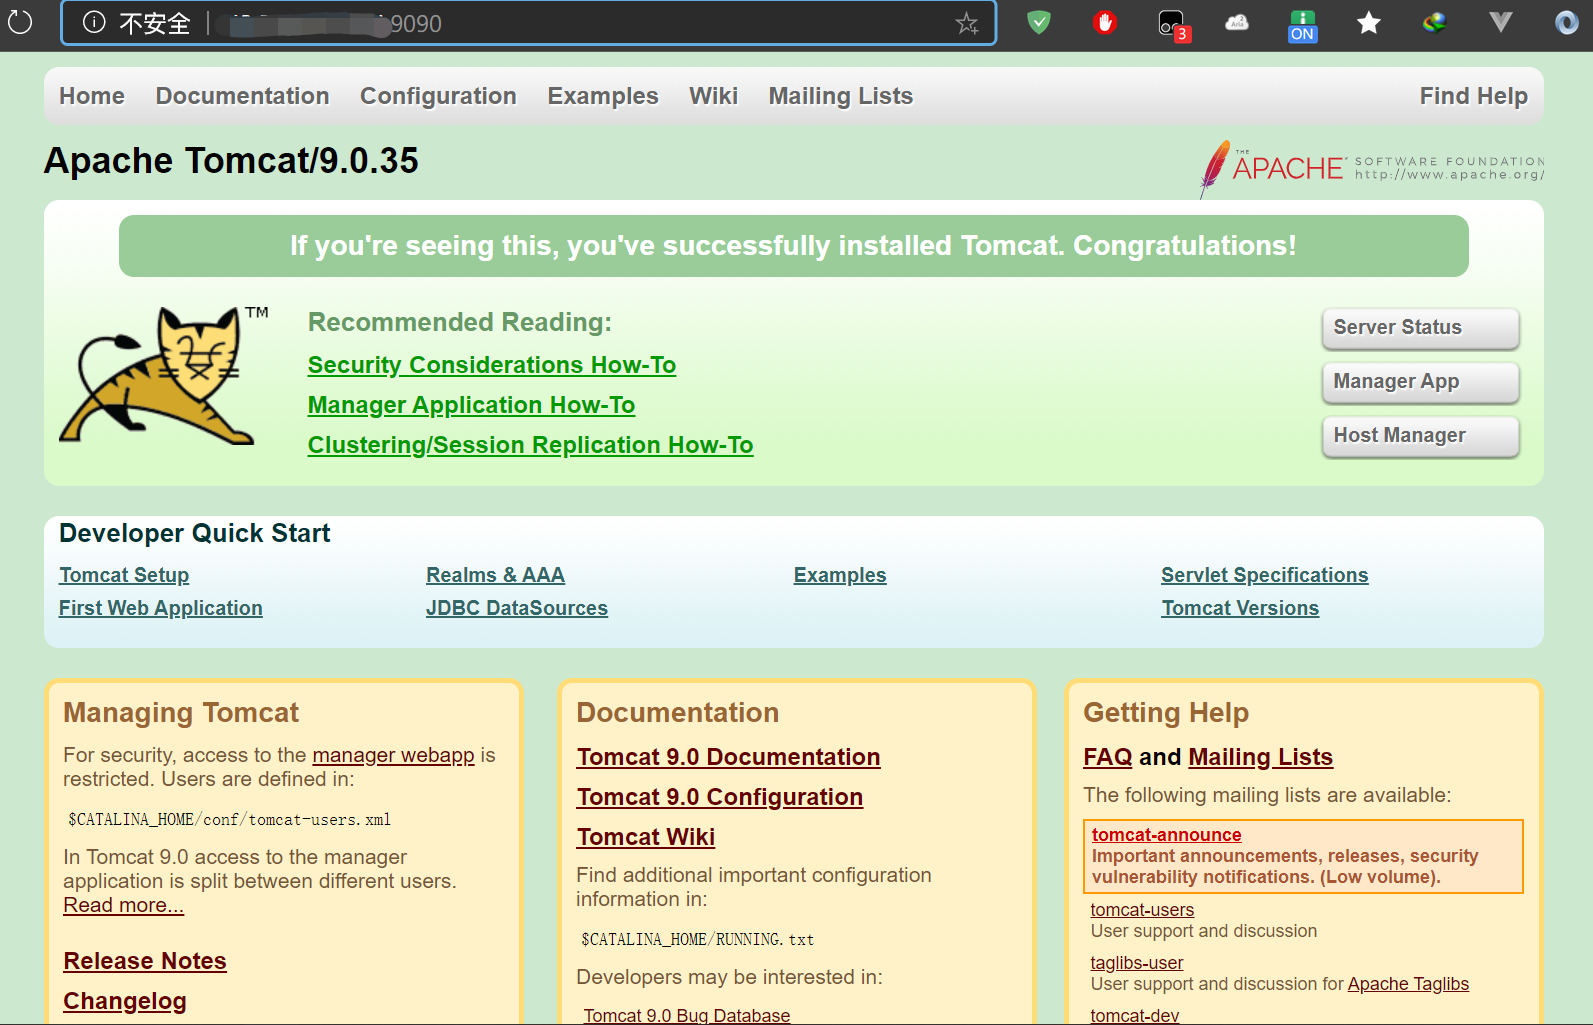 不安全 9090
3
ON
Home Documentation Configuration Examples Wiki Mailing Lists Find Help
Apache Tomcat/9.0.35
THE
APACHE SOFTWARE FOUNDATION
http://www.apache.org/
If you're seeing this, you've successfully installed Tomcat. Congratulations!
TM
Recommended Reading:
Security Considerations How-To
Manager Application How-To
Clustering/Session Replication How-To
Server Status
Manager App
Host Manager
Developer Quick Start
Tomcat Setup
First Web Application
Realms & AAA
JDBC DataSources
Examples
Servlet Specifications
Tomcat Versions
Managing Tomcat
For security, access to the manager webapp is
restricted. Users are defined in:
$CATALINA_HOME/conf/tomcat-users.xml
In Tomcat 9.0 access to the manager
application is split between different users.
Read more...
Release Notes
Changelog
Documentation
Tomcat 9.0 Documentation
Tomcat 9.0 Configuration
Tomcat Wiki
Find additional important configuration
information in:
$CATALINA_HOME/RUNNING.txt
Developers may be interested in:
Tomcat 9.0 Bug Database
Getting Help
FAQ and Mailing Lists
The following mailing lists are available:
tomcat-announce
Important announcements, releases, security
vulnerability notifications. (Low volume).
tomcat-users
User support and discussion
taglibs-user
User support and discussion for Apache Taglibs
tomcat-dev